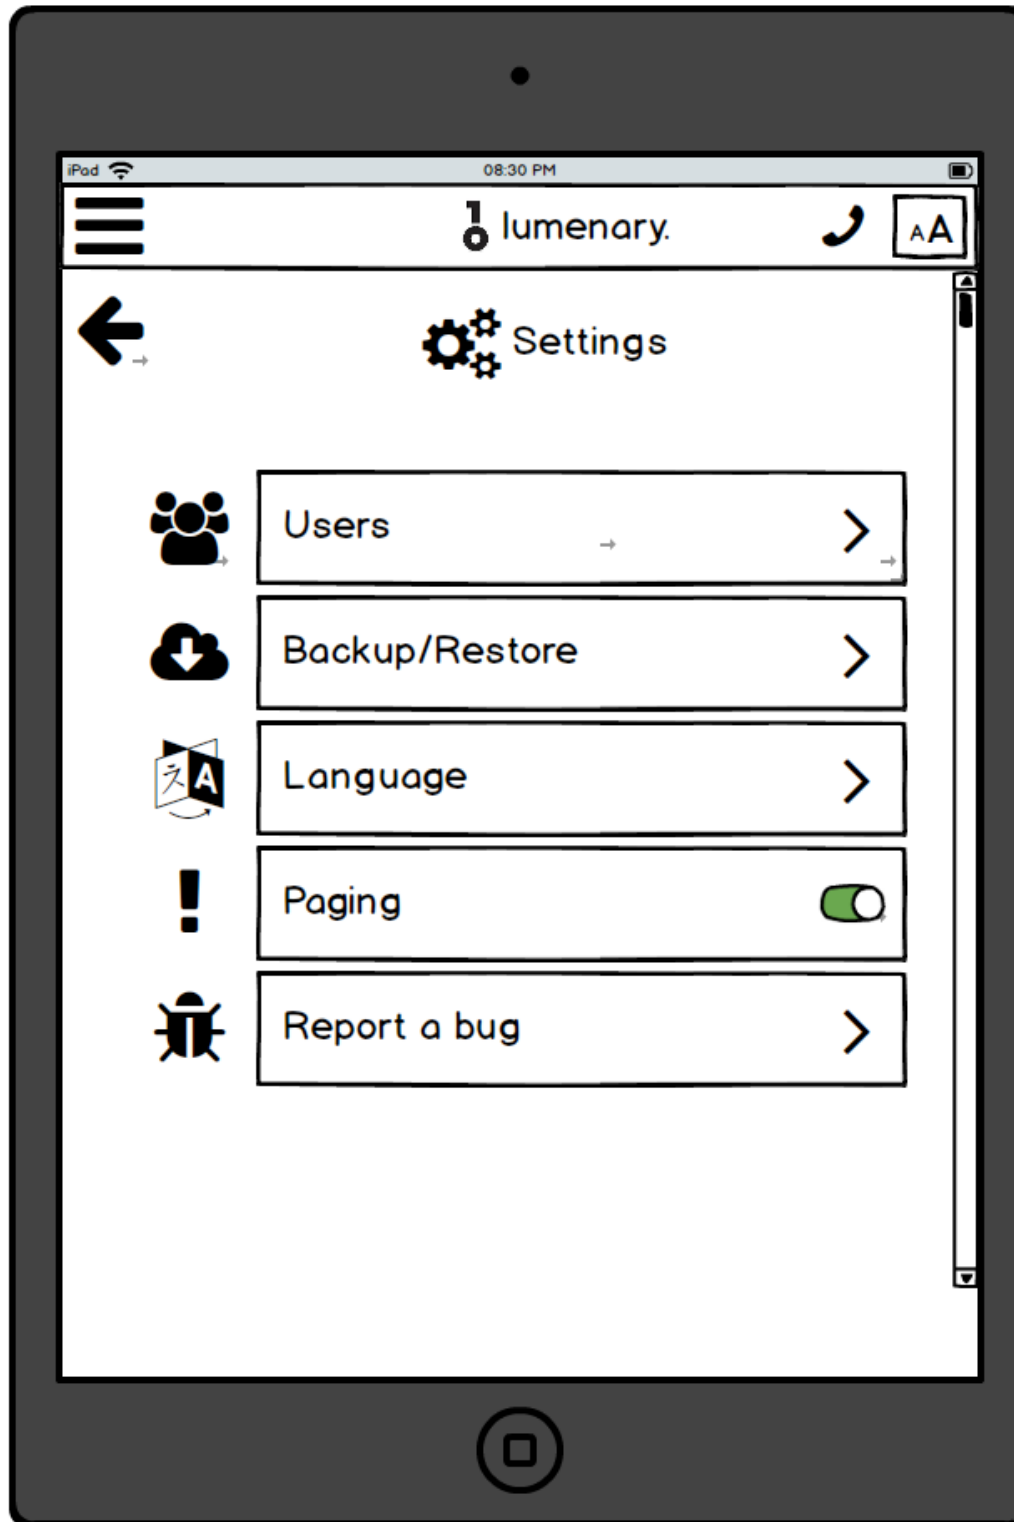 iPad 08:30 PM
lumenary. AA
Settings
Users
Backup/Restore
Language
Paging
Report a bug